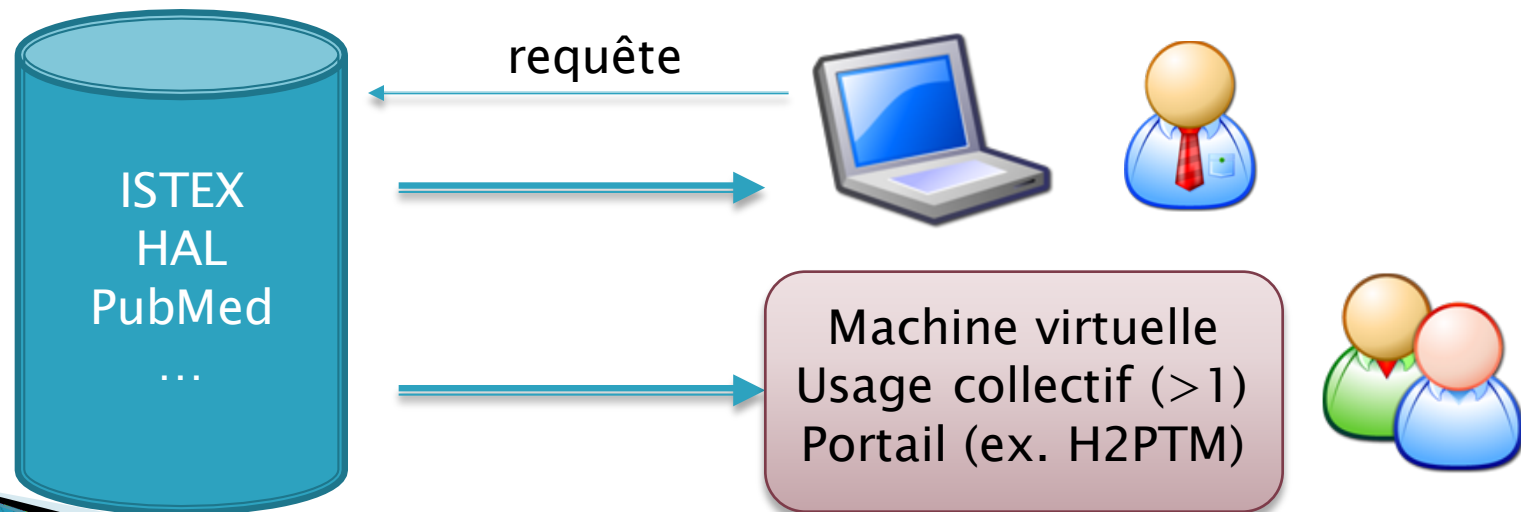 requête
ISTEX
HAL
PubMed
...
Machine virtuelle
Usage collectif (>1)
Portail (ex. H2PTM)